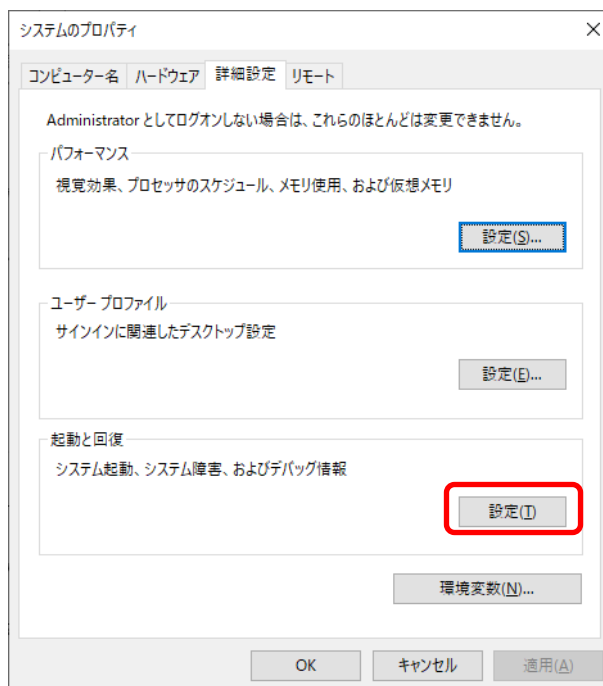 システムのプロパティ
コンピューター名 ハードウェア 詳細設定 リモート
Administrator としてログオンしない場合は、これらのほとんどは変更できません。
パフォーマンス
視覚効果、プロセッサのスケジュール、メモリ使用、および仮想メモリ
設定(S)...
ユーザー プロファイル
サインインに関連したデスクトップ設定
設定(E)...
起動と回復
システム起動、システム障害、およびデバッグ情報
設定(T)
環境変数(N)...
OK キャンセル 適用(A)